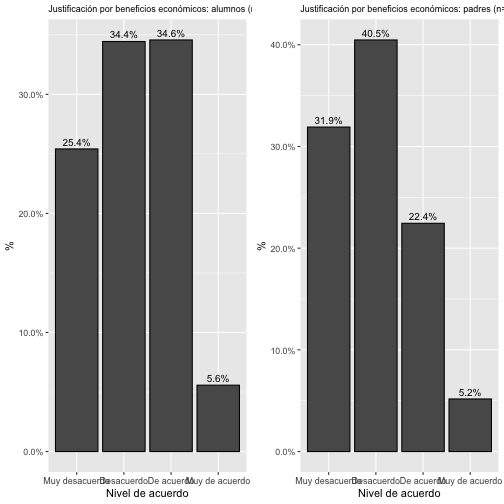 Justificación por beneficios económicos: alumnos (
34.4%
34.6%
30.0%
25.4%
20.0%
%
10.0%
5.6%
0.0%
Muy desacuerdo
Desacuerdo
De acuerdo
Muy de acuerdo
Nivel de acuerdo
Justificación por beneficios económicos: padres (n=
40.0%
40.5%
31.9%
30.0%
22.4%
20.0%
%
10.0%
5.2%
0.0%
Muy desacuerdo
Desacuerdo
De acuerdo
Muy de acuerdo
Nivel de acuerdo